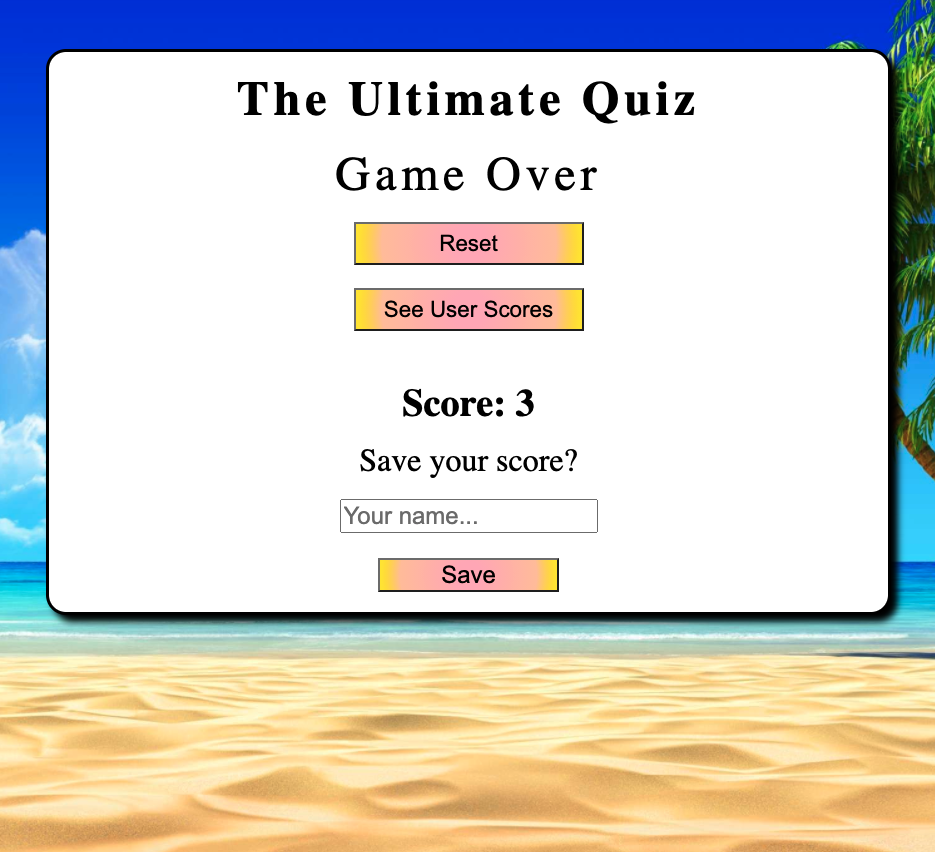 The Ultimate Quiz
Game Over
Reset
See User Scores
Score: 3
Save your score?
Your name...
Save